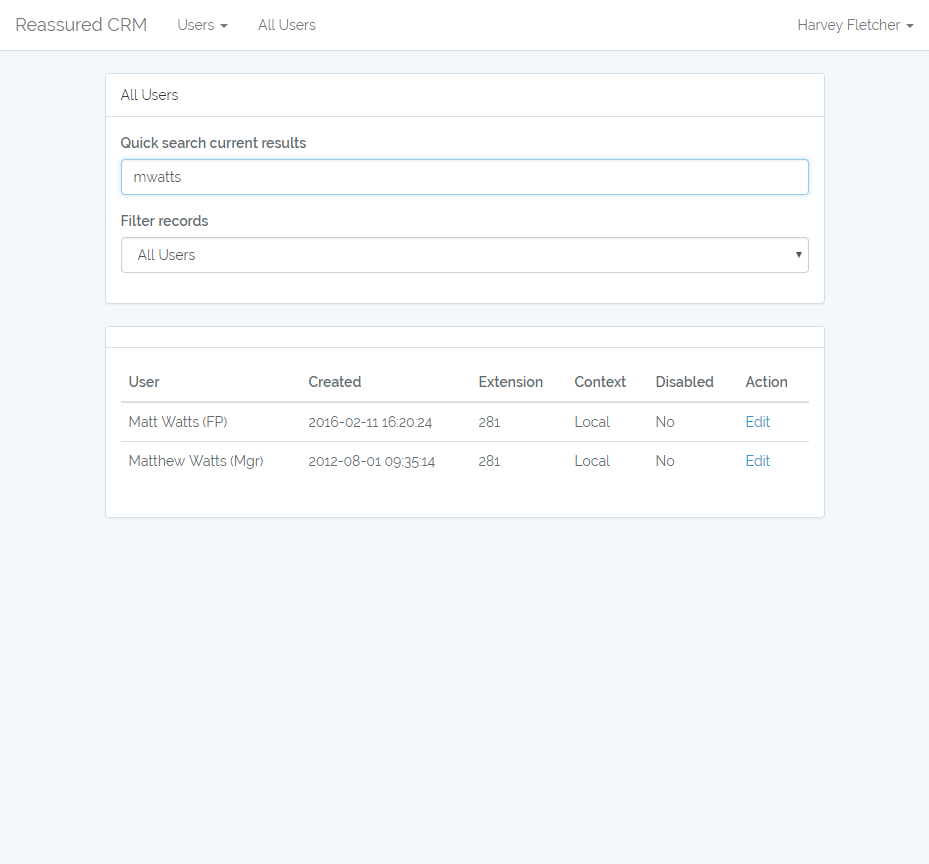 Reassured CRM Users All Users Harvey Fletcher
All Users
Quick search current results
mwatts
Filter records
All Users
User Created Extension Context Disabled Action
Matt Watts (FP) 2016-02-11 16:20:24 281 Local No Edit
Matthew Watts (Mgr) 2012-08-01 09:35:14 281 Local No Edit